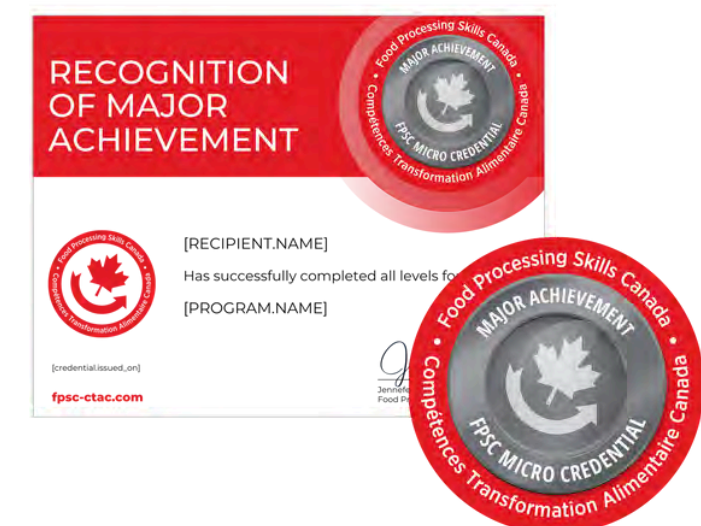 RECOGNITION
OF MAJOR
ACHIEVEMENT
Food Processing Skills Canada
MAJOR ACHIEVEMENT
FPSC MICRO CREDENTIAL
Compétences Transformation Alimentaire Canada
[RECIPIENT.NAME]
Has successfully completed all levels
[PROGRAM.NAME]
Food Processing Skills Canada
Compétences Transformation Alimentaire Canada
[credential.issued_on]
fpsc-ctac.com
Food
Food Processing Skills Canada
MAJOR ACHIEVEMENT
FPSC MICRO CREDENTIAL
Compétences Transformation Alimentaire Canada